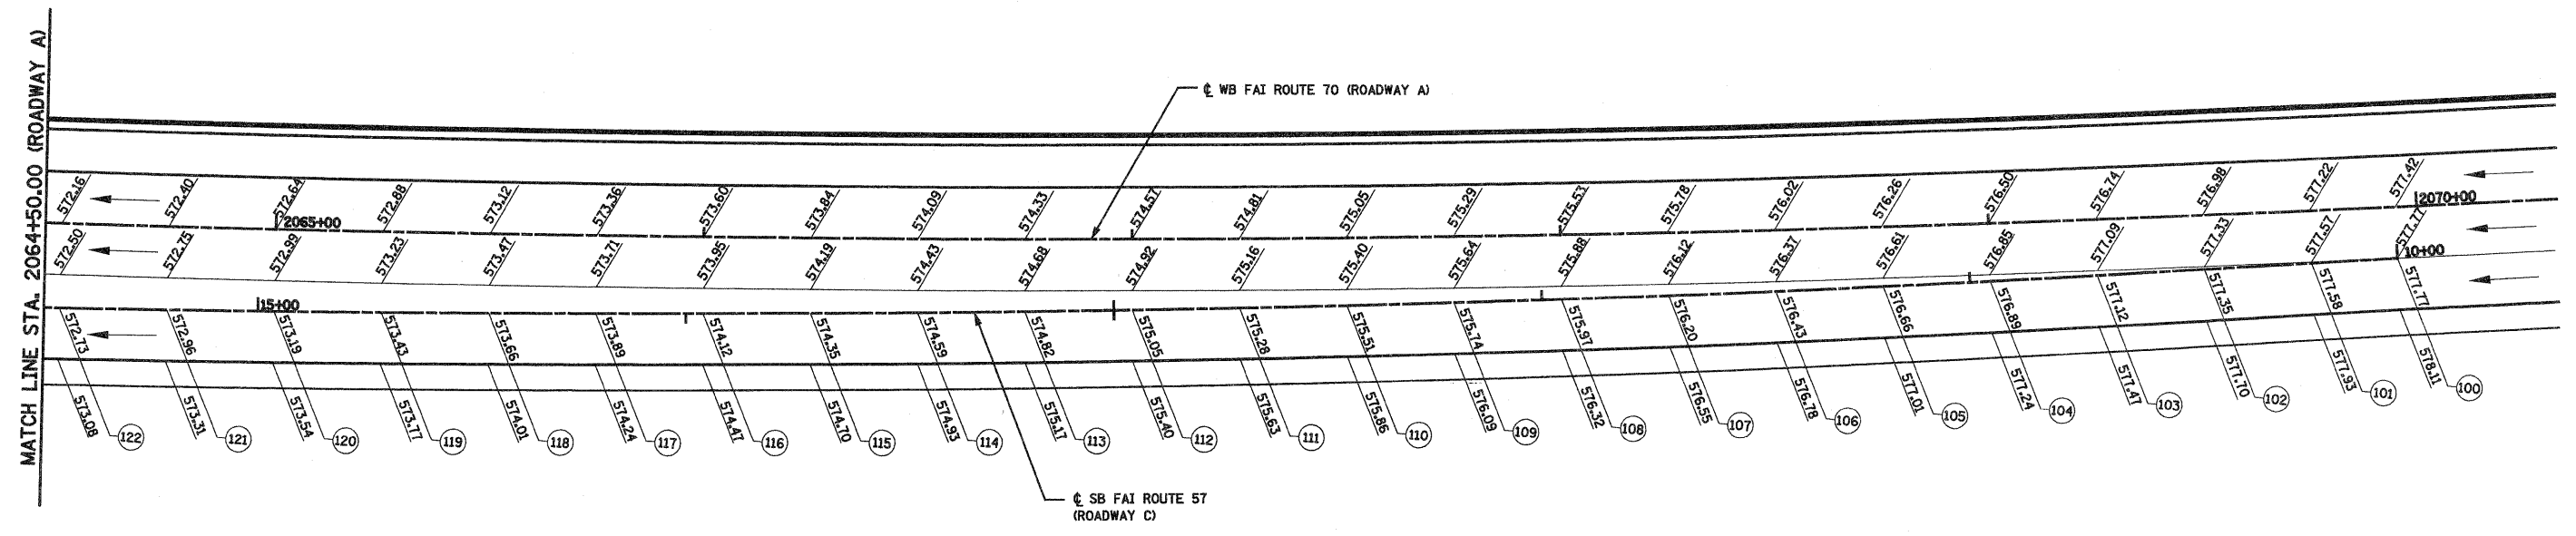 MATCH LINE STA. 2064+50.00 (ROADWAY A)
℄ WB FAI ROUTE 70 (ROADWAY A)
572.16 572.40 572.64 572.88 573.12 573.36 573.60 573.84 574.09 574.33 574.57 574.81 575.05 575.29 575.53 575.78 576.02 576.26 576.50 576.74 576.98 577.22 577.42
2065+00 2070+00
572.50 572.75 572.99 573.23 573.47 573.71 573.95 574.19 574.43 574.68 574.92 575.16 575.40 575.64 575.88 576.12 576.37 576.61 576.85 577.09 577.33 577.57 577.77
15+00 10+00
572.73 572.96 573.19 573.43 573.66 573.89 574.12 574.35 574.59 574.82 575.05 575.28 575.51 575.74 575.97 576.20 576.43 576.66 576.89 577.12 577.35 577.58 577.77
573.08 573.31 573.54 573.77 574.01 574.24 574.47 574.70 574.93 575.17 575.40 575.63 575.86 576.09 576.32 576.55 576.78 577.01 577.24 577.47 577.70 577.93 578.11
122 121 120 119 118 117 116 115 114 113 112 111 110 109 108 107 106 105 104 103 102 101 100
℄ SB FAI ROUTE 57
(ROADWAY C)